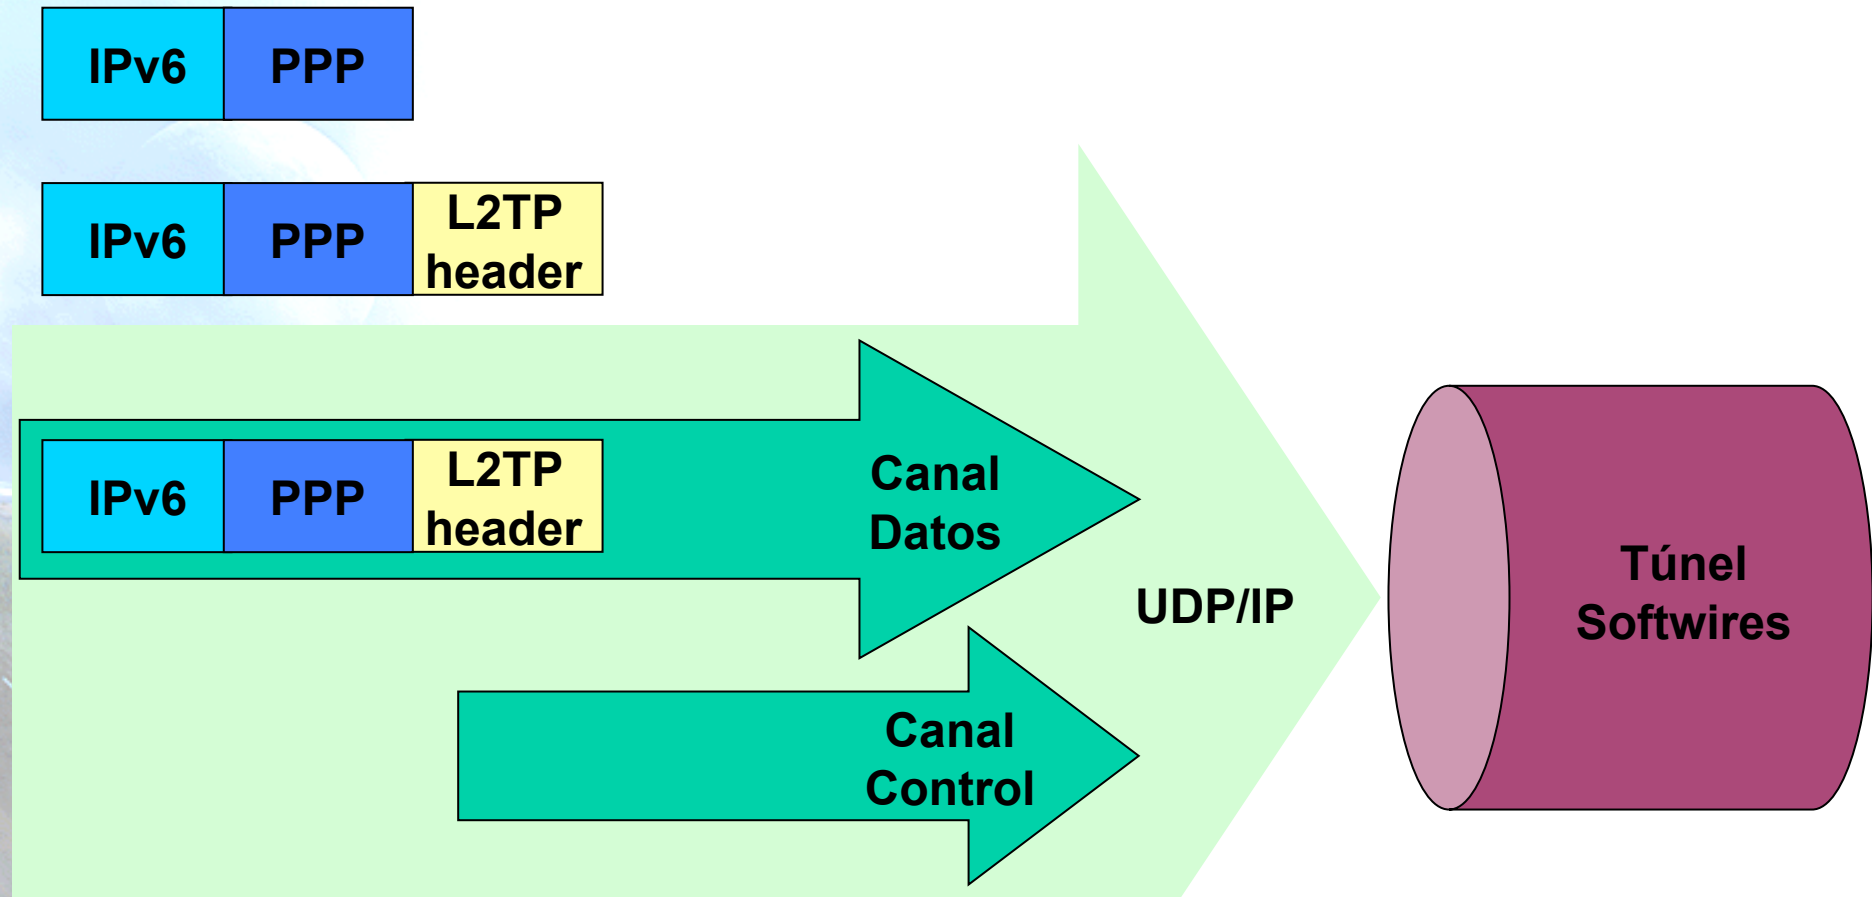 IPv6 PPP
IPv6 PPP L2TP
header
IPv6 PPP L2TP
header
Canal
Datos
UDP/IP
Canal
Control
Túnel
Softwires